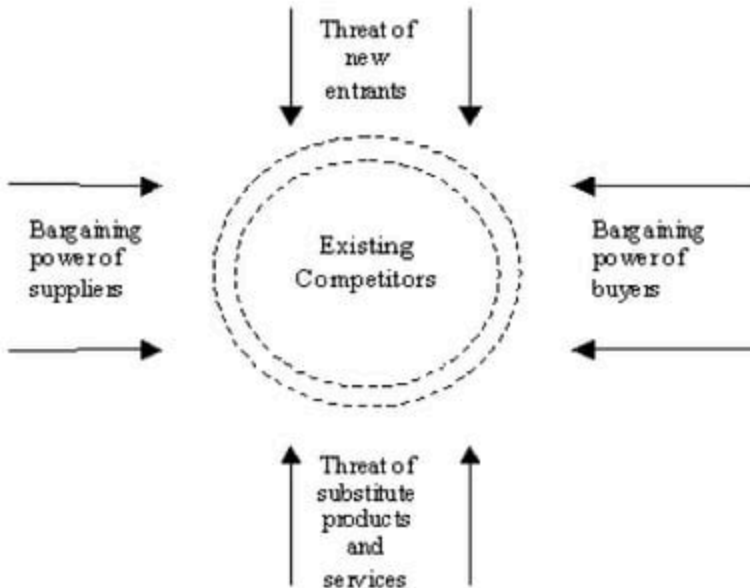 Threat of
new
entrants
Bargaining
power of
suppliers
Existing
Competitors
Bargaining
power of
buyers
Threat of
substitute
products
and
services